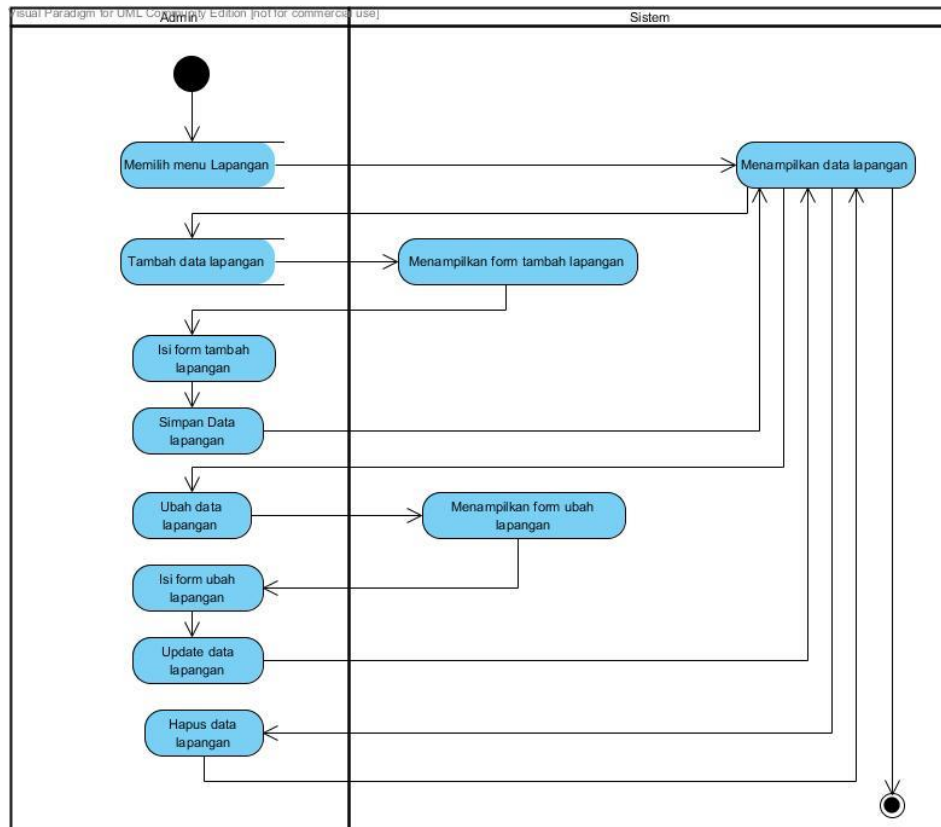 Visual Paradigm for UML Community Edition [not for commercial use]
Admin
Sistem
Memilih menu Lapangan
Menampilkan data lapangan
Tambah data lapangan
Menampilkan form tambah lapangan
Isi form tambah
lapangan
Simpan Data
lapangan
Ubah data
lapangan
Menampilkan form ubah
lapangan
Isi form ubah
lapangan
Update data
lapangan
Hapus data
lapangan